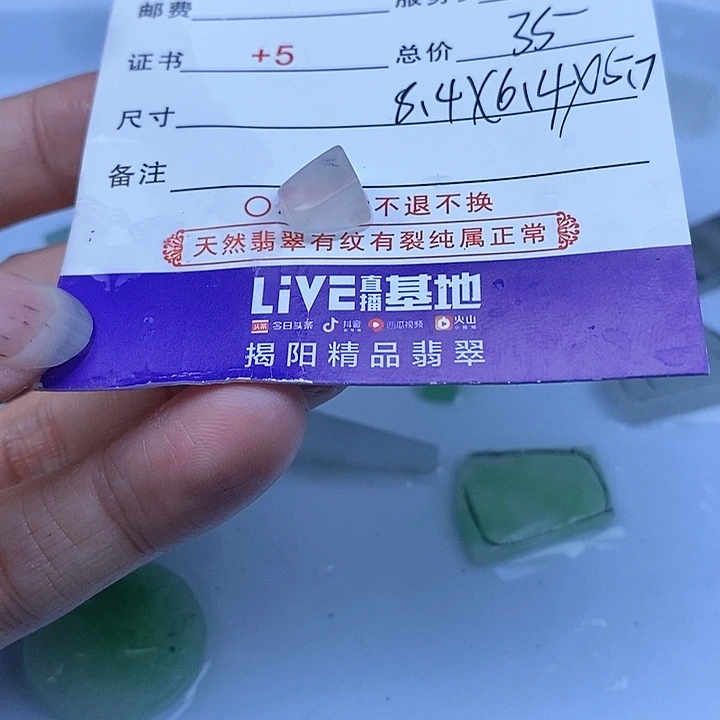 邮费
证书 +5 总价 35-
尺寸 8.4X6.4X5.7
备注
不退不换
天然翡翠有纹有裂纯属正常
LiVE直播基地
头条 今日头条 抖音 西瓜视频 火山
揭阳精品翡翠